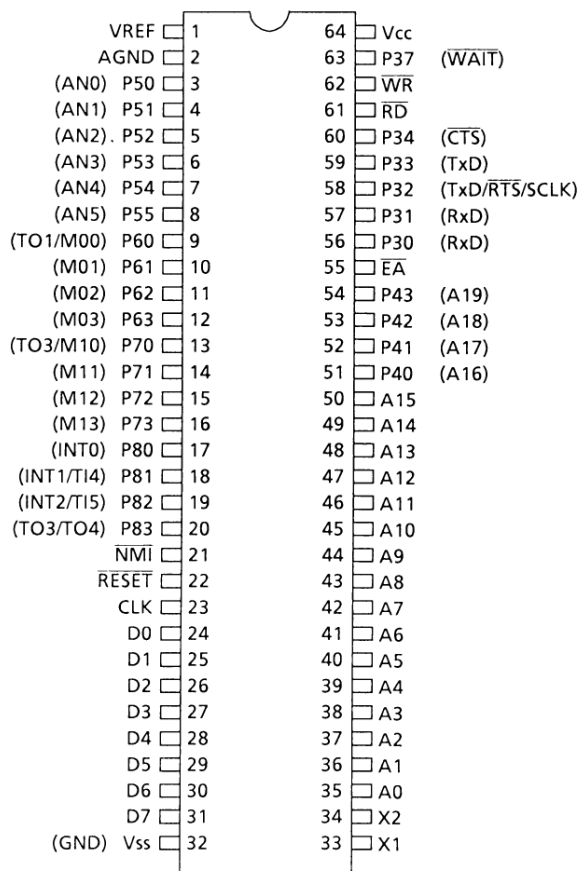 VREF 1 64 Vcc
AGND 2 63 P37 (W̅A̅I̅T̅)
(AN0) P50 3 62 W̅R̅
(AN1) P51 4 61 R̅D̅
(AN2). P52 5 60 P34 (C̅T̅S̅)
(AN3) P53 6 59 P33 (TxD)
(AN4) P54 7 58 P32 (TxD/R̅T̅S̅/SCLK)
(AN5) P55 8 57 P31 (RxD)
(TO1/M00) P60 9 56 P30 (RxD)
(M01) P61 10 55 E̅A̅
(M02) P62 11 54 P43 (A19)
(M03) P63 12 53 P42 (A18)
(TO3/M10) P70 13 52 P41 (A17)
(M11) P71 14 51 P40 (A16)
(M12) P72 15 50 A15
(M13) P73 16 49 A14
(INT0) P80 17 48 A13
(INT1/TI4) P81 18 47 A12
(INT2/TI5) P82 19 46 A11
(TO3/TO4) P83 20 45 A10
N̅M̅I̅ 21 44 A9
R̅E̅S̅E̅T̅ 22 43 A8
CLK 23 42 A7
D0 24 41 A6
D1 25 40 A5
D2 26 39 A4
D3 27 38 A3
D4 28 37 A2
D5 29 36 A1
D6 30 35 A0
D7 31 34 X2
(GND) Vss 32 33 X1